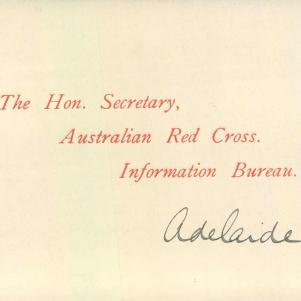 The Hon. Secretary,
Australian Red Cross.
Information Bureau.
Adelaide